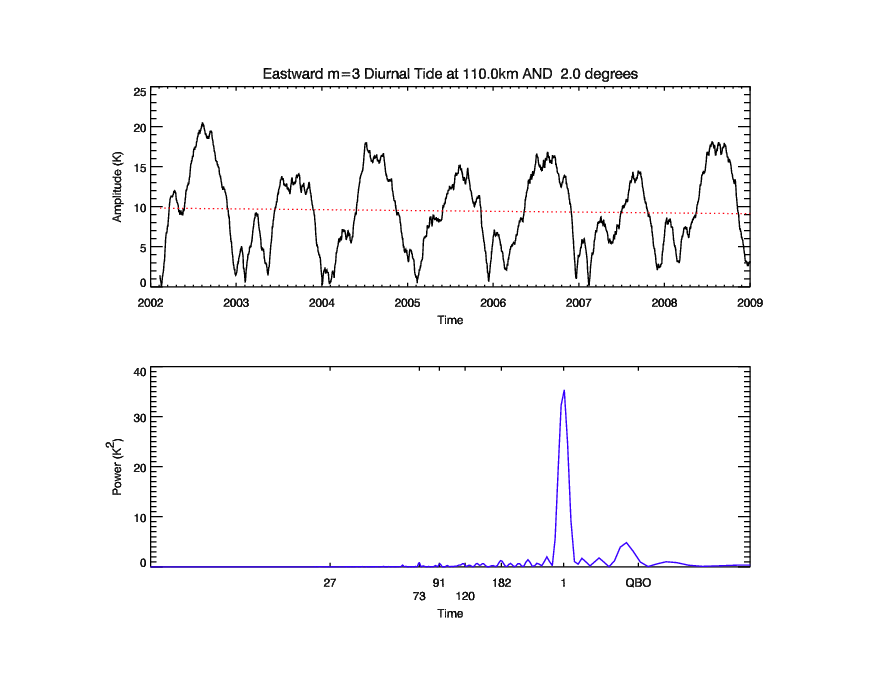 Eastward m=3 Diurnal Tide at 110.0km AND 2.0 degrees
25
20
15
10
5
0
Amplitude (K)
2002 2003 2004 2005 2006 2007 2008 2009
Time
40
30
20
10
0
Power (K²)
27 91 182 1 QBO
73 120
Time